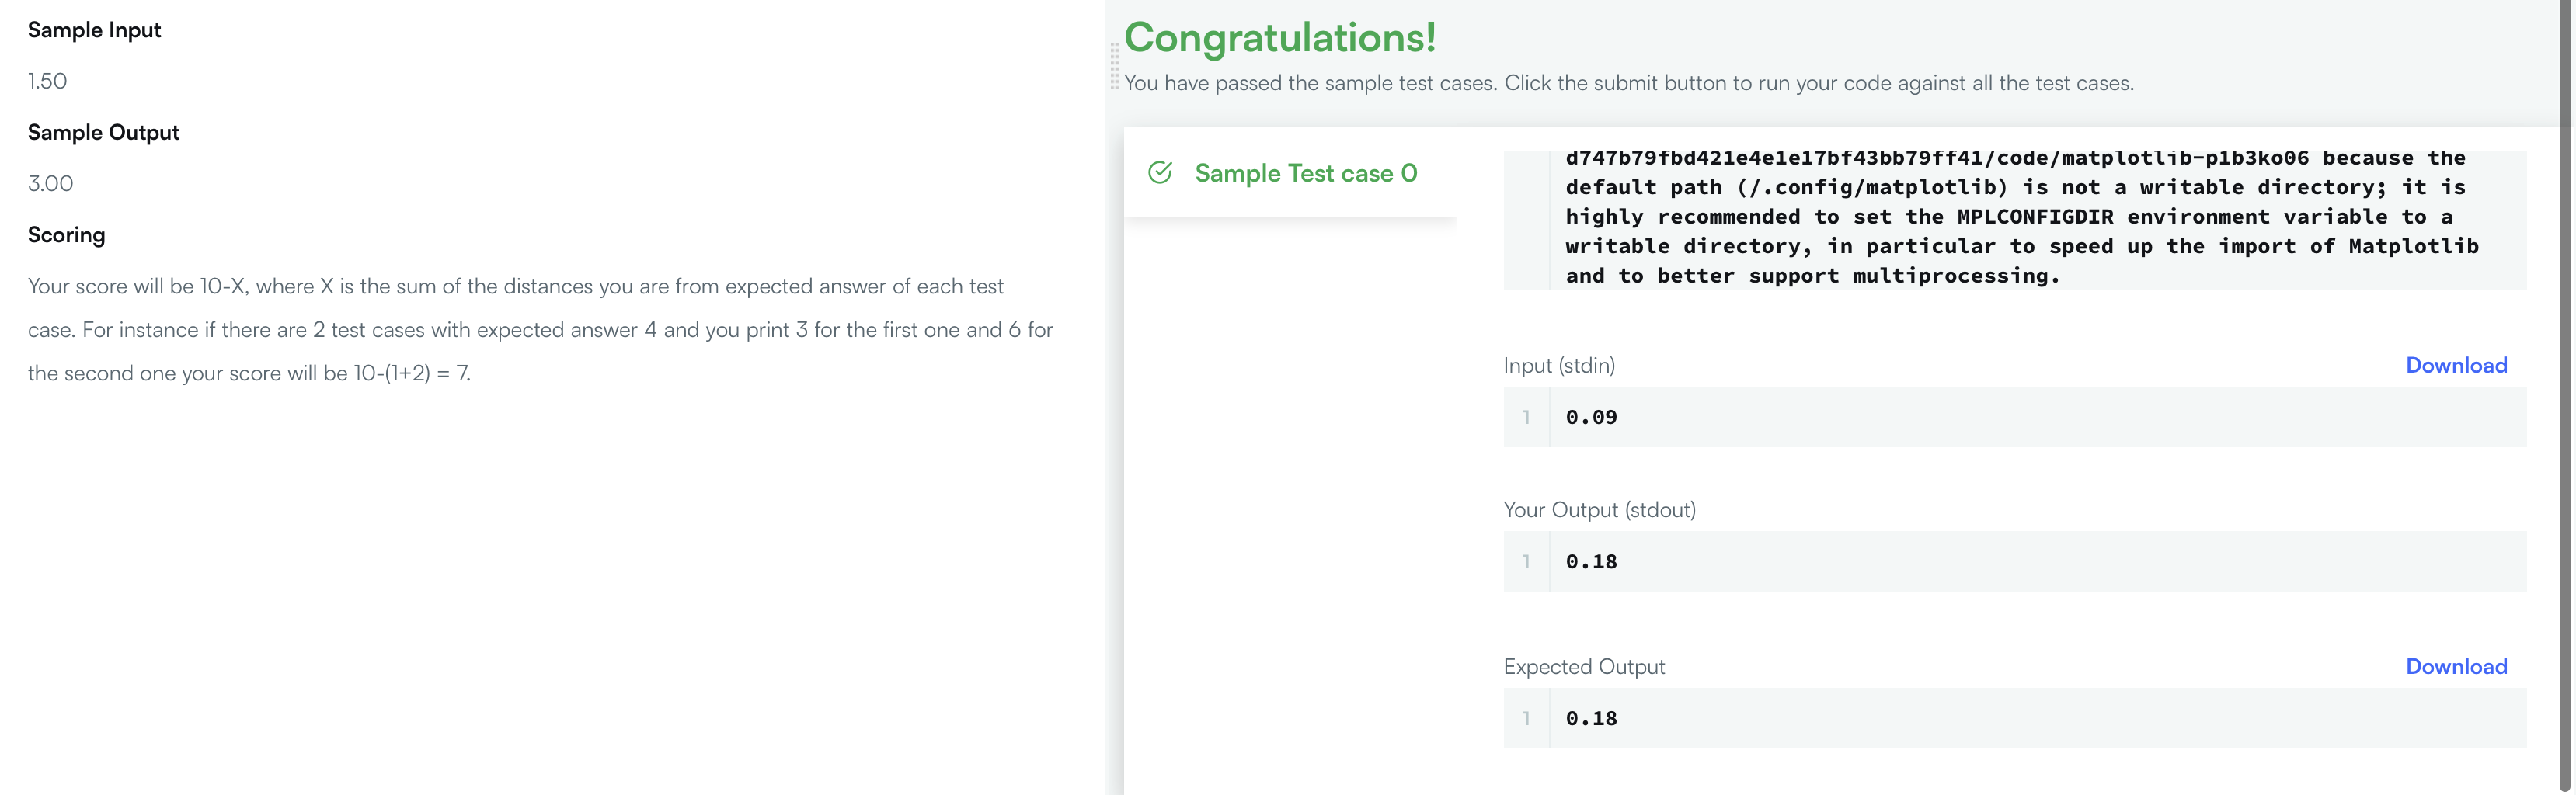 Sample Input
1.50
Sample Output
3.00
Scoring
Your score will be 10-X, where X is the sum of the distances you are from expected answer of each test
case. For instance if there are 2 test cases with expected answer 4 and you print 3 for the first one and 6 for
the second one your score will be 10-(1+2) = 7.
Congratulations!
You have passed the sample test cases. Click the submit button to run your code against all the test cases.
Sample Test case 0
d747b79fbd421e4e1e17bf43bb79ff41/code/matplotlib-p1b3ko06 because the
default path (/.config/matplotlib) is not a writable directory; it is
highly recommended to set the MPLCONFIGDIR environment variable to a
writable directory, in particular to speed up the import of Matplotlib
and to better support multiprocessing.
Input (stdin)
Download
1 0.09
Your Output (stdout)
1 0.18
Expected Output
Download
1 0.18